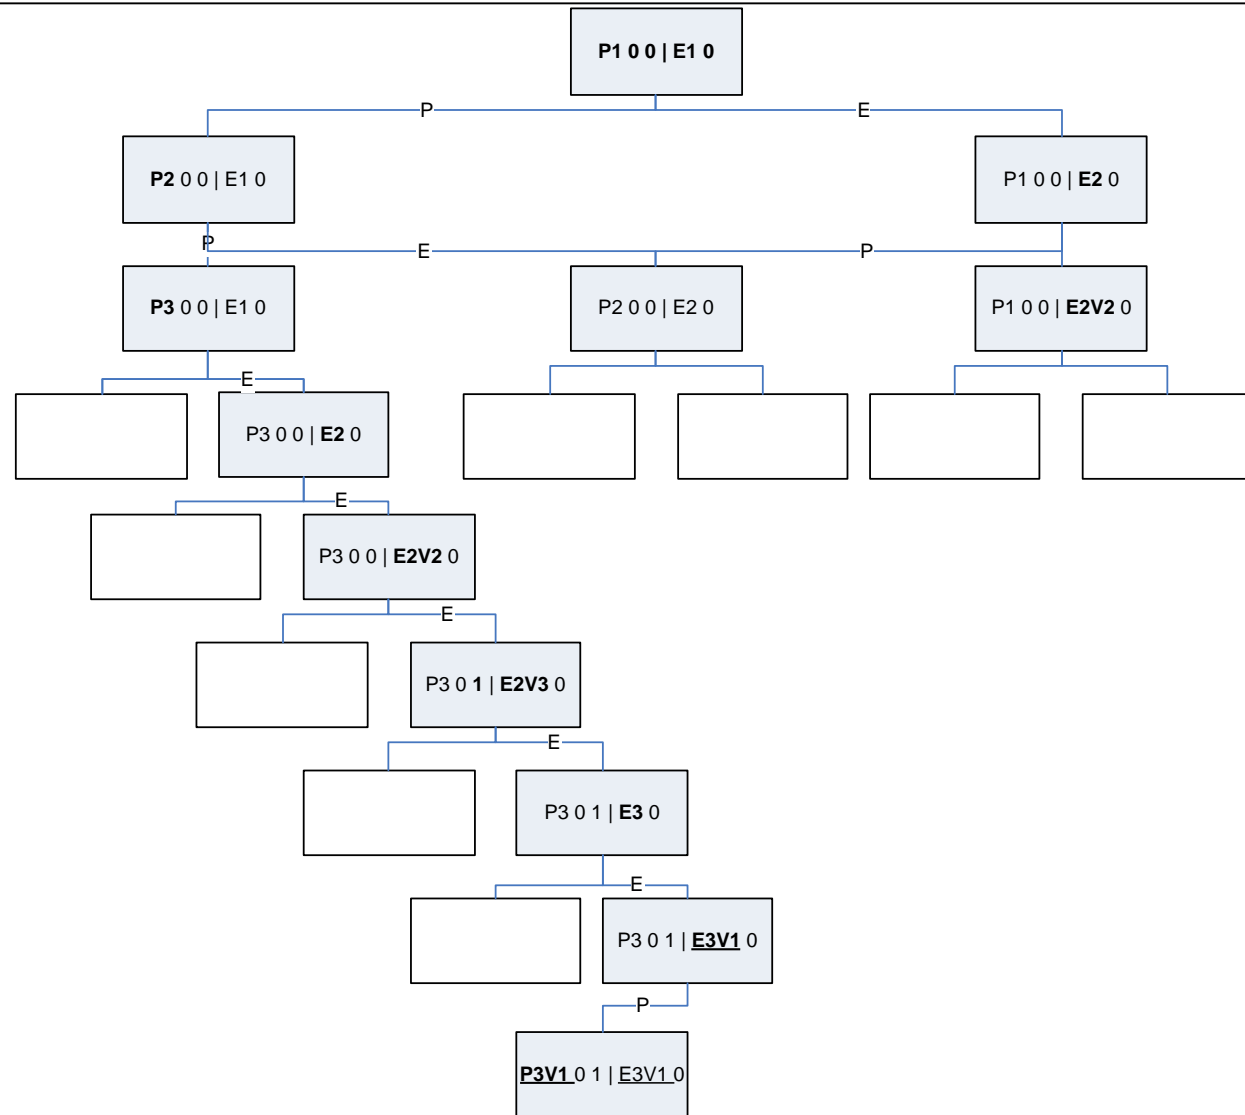 P1 0 0 | E1 0
P
E
P2 0 0 | E1 0
P1 0 0 | E2 0
P
E
P
P3 0 0 | E1 0
P2 0 0 | E2 0
P1 0 0 | E2V2 0
E
P3 0 0 | E2 0
E
P3 0 0 | E2V2 0
E
P3 0 1 | E2V3 0
E
P3 0 1 | E3 0
E
P3 0 1 | E3V1 0
P
P3V1 0 1 | E3V1 0